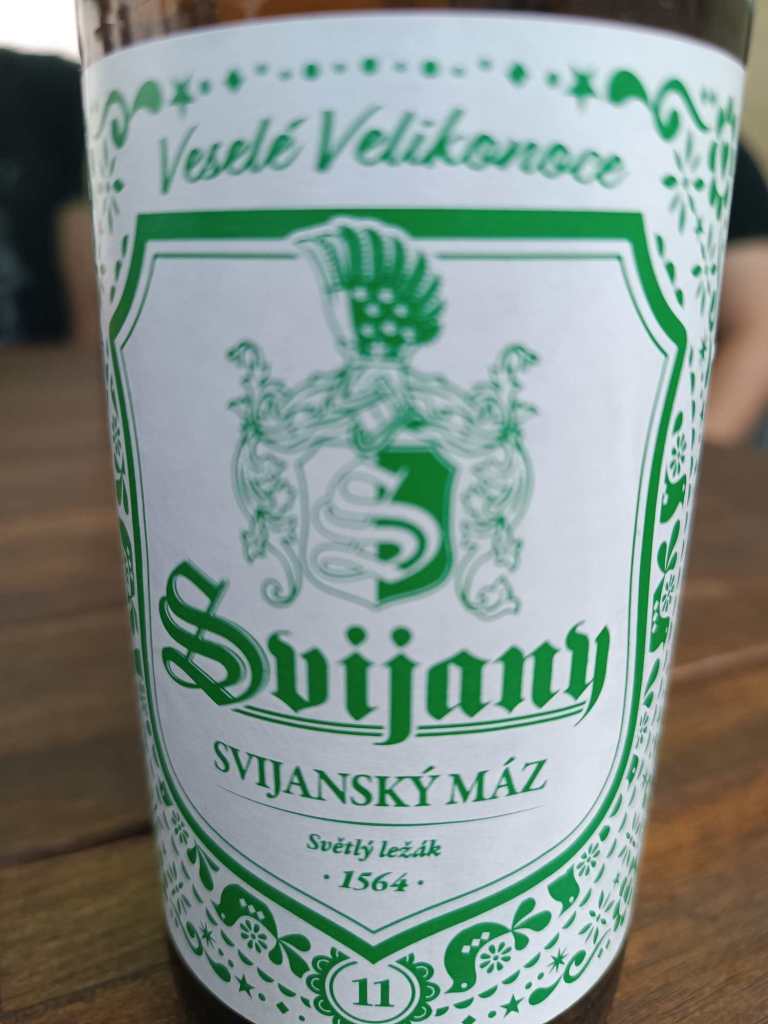 Veselé Velikonoce
S
Svijany
SVIJANSKÝ MÁZ
Světlý ležák
· 1564 ·
11